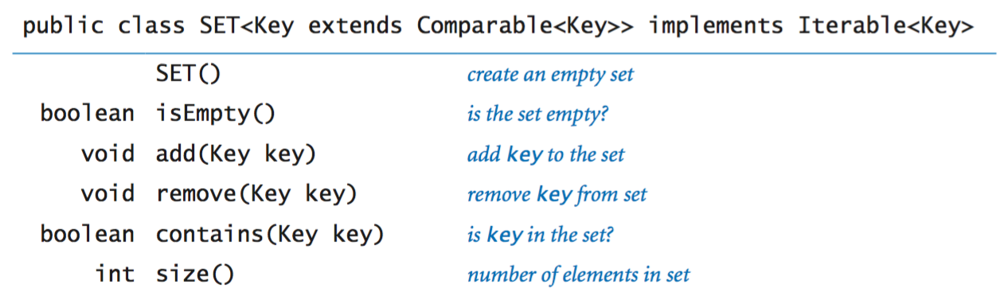 public class SET<Key extends Comparable<Key>> implements Iterable<Key>
SET() create an empty set
boolean isEmpty() is the set empty?
void add(Key key) add key to the set
void remove(Key key) remove key from set
boolean contains(Key key) is key in the set?
int size() number of elements in set